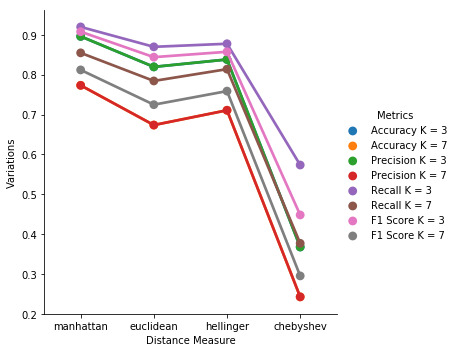 Variations
0.9
0.8
0.7
0.6
0.5
0.4
0.3
0.2
manhattan euclidean hellinger chebyshev
Distance Measure
Metrics
Accuracy K = 3
Accuracy K = 7
Precision K = 3
Precision K = 7
Recall K = 3
Recall K = 7
F1 Score K = 3
F1 Score K = 7